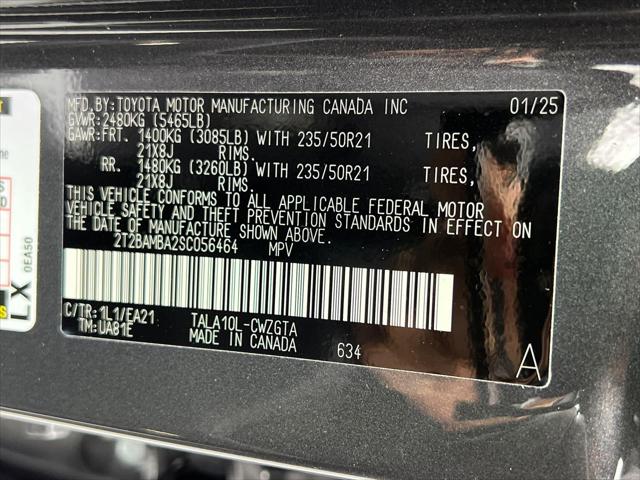 MFD.BY:TOYOTA MOTOR MANUFACTURING CANADA INC 01/25
GVWR:2480KG (5465LB)
GAWR:FRT. 1400KG (3085LB) WITH 235/50R21 TIRES,
21X8J RIMS.
RR. 1480KG (3260LB) WITH 235/50R21 TIRES,
21X8J RIMS.
THIS VEHICLE CONFORMS TO ALL APPLICABLE FEDERAL MOTOR
VEHICLE SAFETY AND THEFT PREVENTION STANDARDS IN EFFECT ON
THE DATE OF MANUFACTURE SHOWN ABOVE.
2T2BAMBA2SC056464 MPV
C/TR:1L1/EA21 TALA10L-CWZGTA
TM:UA81E MADE IN CANADA 634
A
LX 0EA50